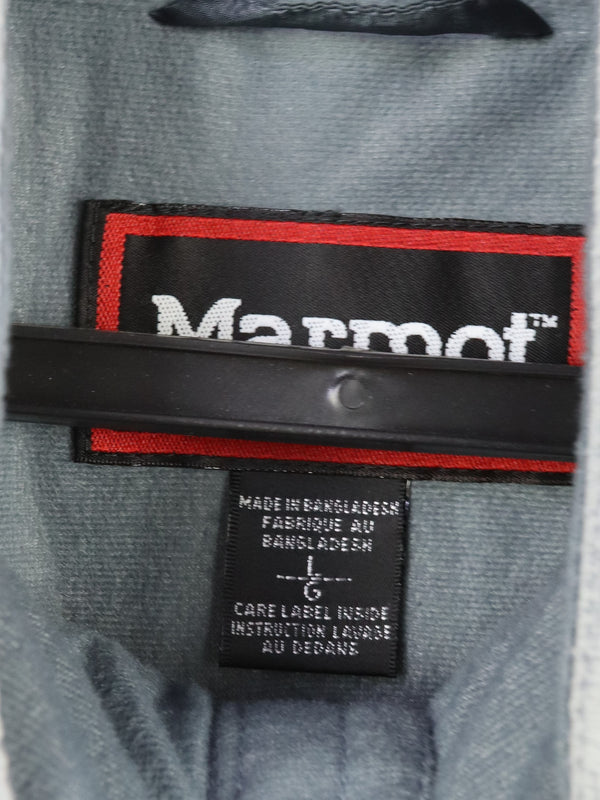 Marmot™
MADE IN BANGLADESH
FABRIQUE AU
BANGLADESH
L
G
CARE LABEL INSIDE
INSTRUCTION LAVAGE
AU DEDANS